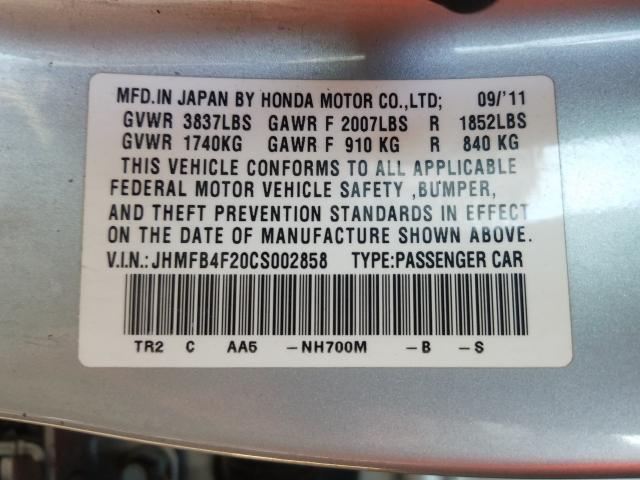 MFD.IN JAPAN BY HONDA MOTOR CO.,LTD; 09/'11
GVWR 3837LBS GAWR F 2007LBS R 1852LBS
GVWR 1740KG GAWR F 910 KG R 840 KG
THIS VEHICLE CONFORMS TO ALL APPLICABLE
FEDERAL MOTOR VEHICLE SAFETY ,BUMPER,
AND THEFT PREVENTION STANDARDS IN EFFECT
ON THE DATE OF MANUFACTURE SHOWN ABOVE.
V.I.N.:JHMFB4F20CS002858 TYPE:PASSENGER CAR
TR2 C AA5 -NH700M -B -S